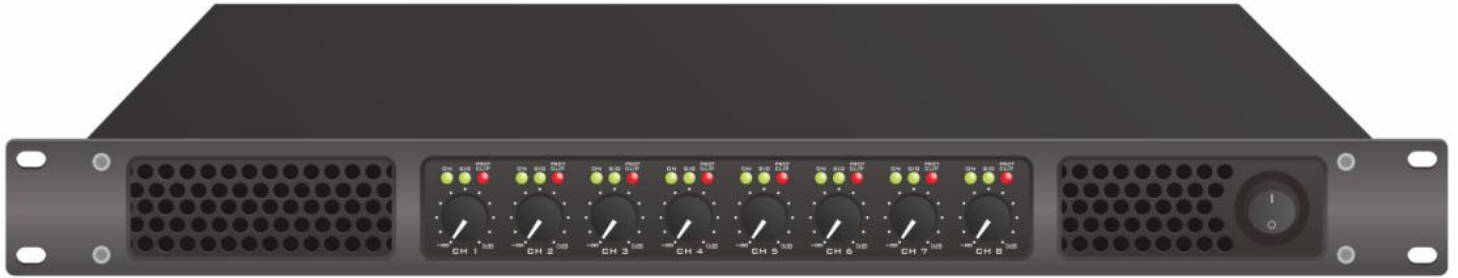 ON SIG PROT ON SIG PROT ON SIG PROT ON SIG PROT ON SIG PROT ON SIG PROT ON SIG PROT ON SIG PROT
CLIP CLIP CLIP CLIP CLIP CLIP CLIP CLIP
I
O
-∞ 0dB -∞ 0dB -∞ 0dB -∞ 0dB -∞ 0dB -∞ 0dB -∞ 0dB -∞ 0dB
CH 1 CH 2 CH 3 CH 4 CH 5 CH 6 CH 7 CH 8